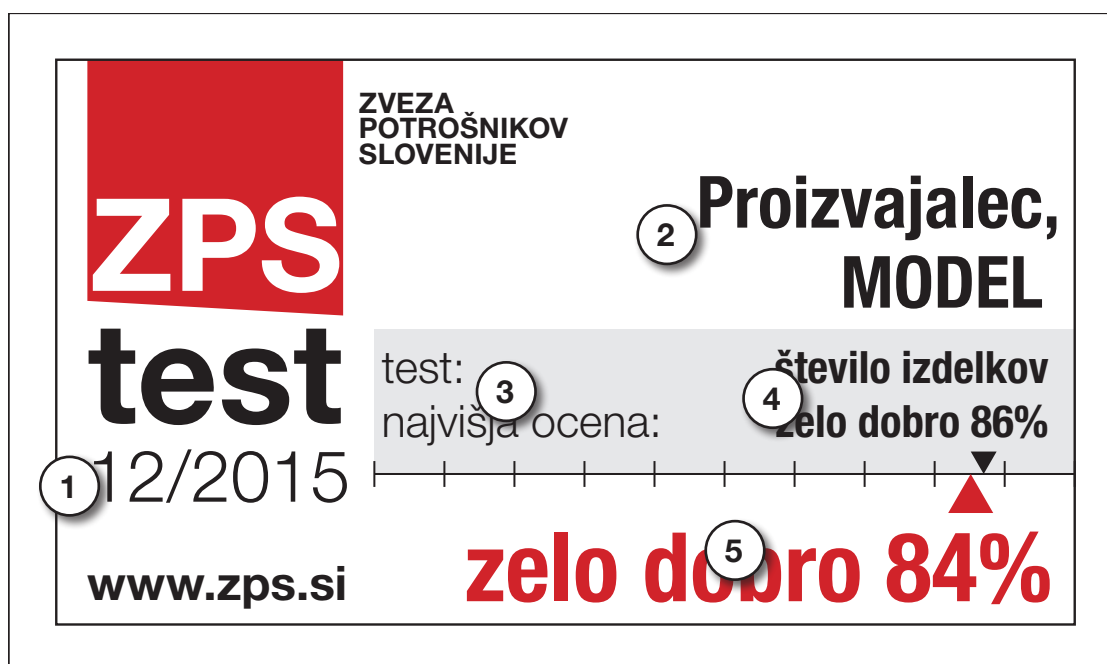 ZVEZA
POTROŠNIKOV
SLOVENIJE
ZPS
test
12/2015
www.zps.si
Proizvajalec,
MODEL
test: število izdelkov
najvišja ocena: zelo dobro 86%
zelo dobro 84%
1
2
3
4
5